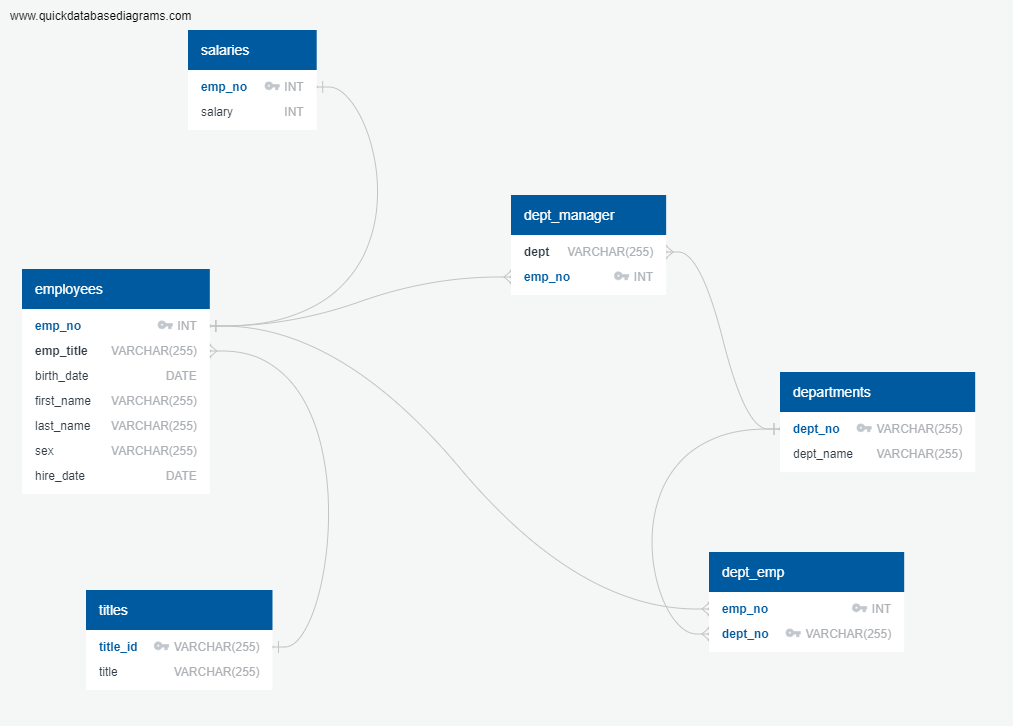 www.quickdatabasediagrams.com
salaries
emp_no INT
salary INT
dept_manager
dept VARCHAR(255)
emp_no INT
employees
emp_no INT
emp_title VARCHAR(255)
birth_date DATE
first_name VARCHAR(255)
last_name VARCHAR(255)
sex VARCHAR(255)
hire_date DATE
departments
dept_no VARCHAR(255)
dept_name VARCHAR(255)
dept_emp
emp_no INT
dept_no VARCHAR(255)
titles
title_id VARCHAR(255)
title VARCHAR(255)